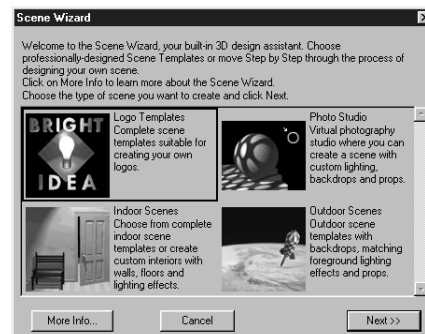 Scene Wizard
Welcome to the Scene Wizard, your built-in 3D design assistant. Choose
professionally-designed Scene Templates or move Step by Step through the process of
designing your own scene.
Click on More Info to learn more about the Scene Wizard.
Choose the type of scene you want to create and click Next.
BRIGHT
IDEA
Logo Templates
Complete scene
templates suitable for
creating your own
logos.
Photo Studio
Virtual photography
studio where you can
create a scene with
custom lighting,
backdrops and props.
Indoor Scenes
Choose from complete
indoor scene
templates or create
custom interiors with
walls, floors and
lighting effects.
Outdoor Scenes
Outdoor scene
templates with
backdrops, matching
foreground lighting
effects and props.
More Info...
Cancel
Next >>